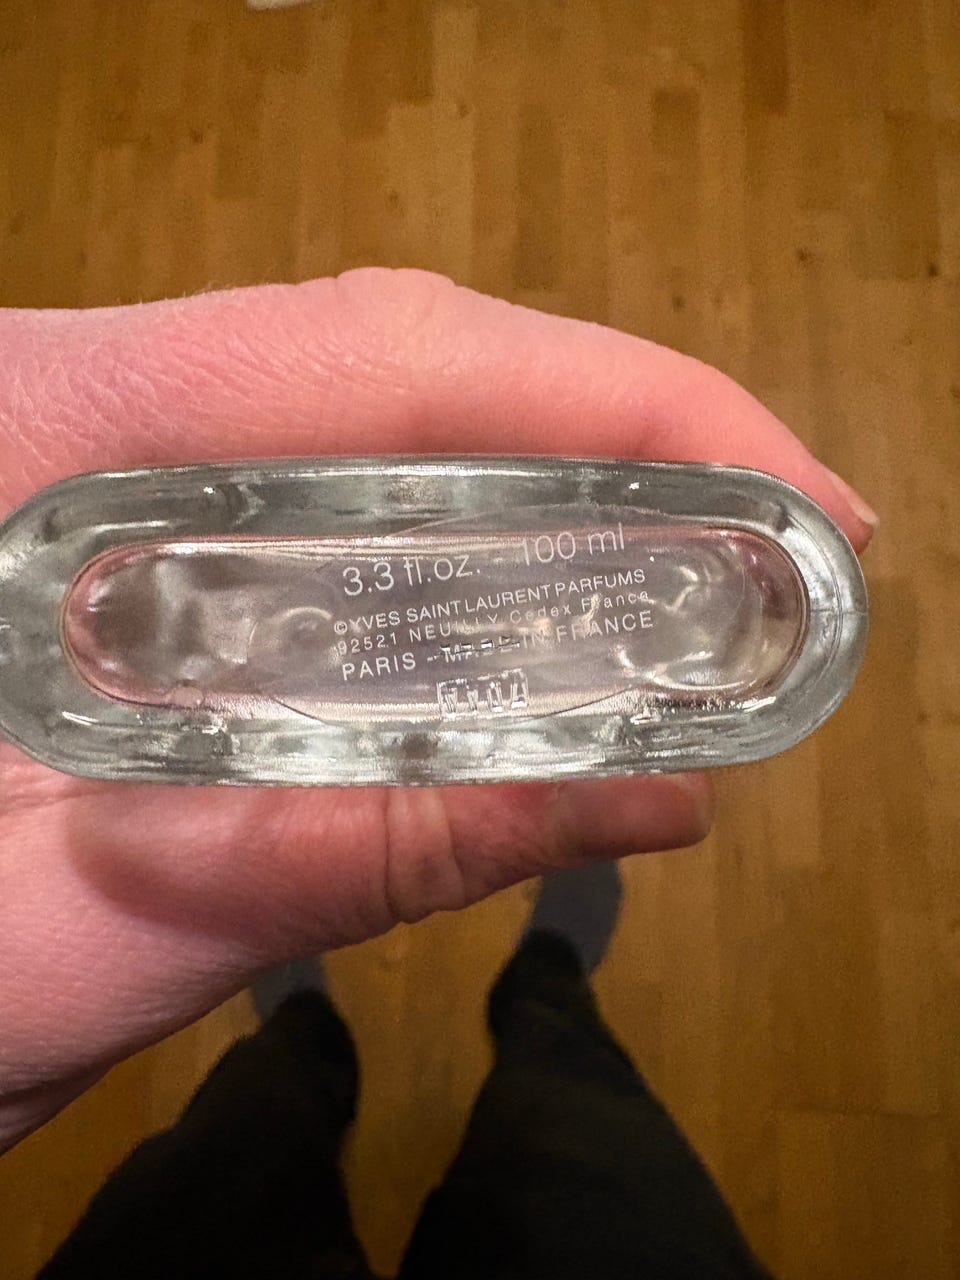 3.3 fl.oz. - 100 ml
©YVES SAINT LAURENT PARFUMS
92521 NEUILLY Cedex France
PARIS - MADE IN FRANCE